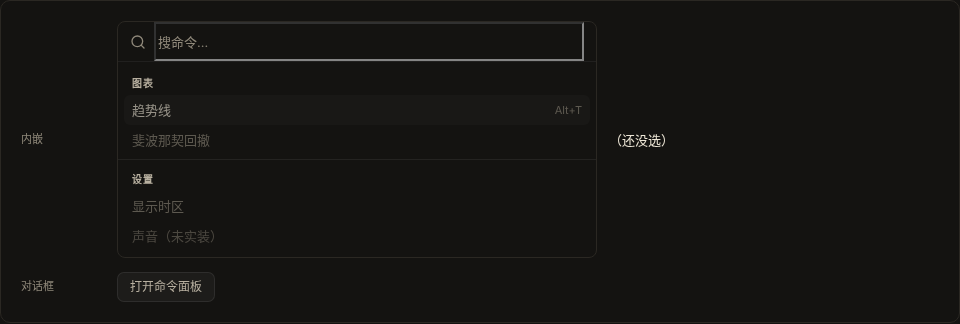 搜命令...
图表
趋势线 Alt+T
斐波那契回撤
内嵌
（还没选）
设置
显示时区
声音（未实装）
对话框
打开命令面板